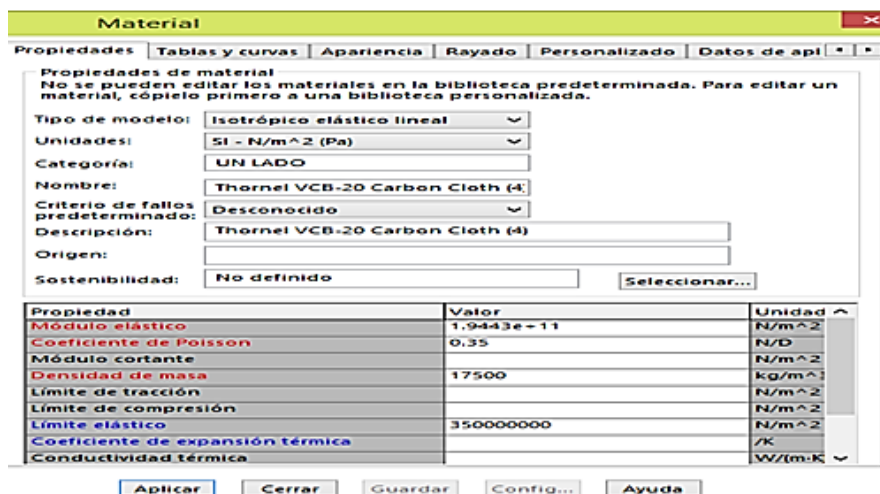 Material
Propiedades Tablas y curvas Apariencia Rayado Personalizado Datos de apl
Propiedades de material
No se pueden editar los materiales en la biblioteca predeterminada. Para editar un
material, cópielo primero a una biblioteca personalizada.
Tipo de modelo: Isotrópico elástico lineal
Unidades: SI - N/m^2 (Pa)
Categoría: UN LADO
Nombre: Thornel VCB-20 Carbon Cloth (4)
Criterio de fallos
predeterminado: Desconocido
Descripción: Thornel VCB-20 Carbon Cloth (4)
Origen:
Sostenibilidad: No definido Seleccionar...
Propiedad Valor Unidad
Módulo elástico 1.9443e+11 N/m^2
Coeficiente de Poisson 0.35 N/D
Módulo cortante N/m^2
Densidad de masa 17500 kg/m^3
Límite de tracción N/m^2
Límite de compresión N/m^2
Límite elástico 350000000 N/m^2
Coeficiente de expansión térmica /K
Conductividad térmica W/(m·K
Aplicar Cerrar Guardar Config... Ayuda